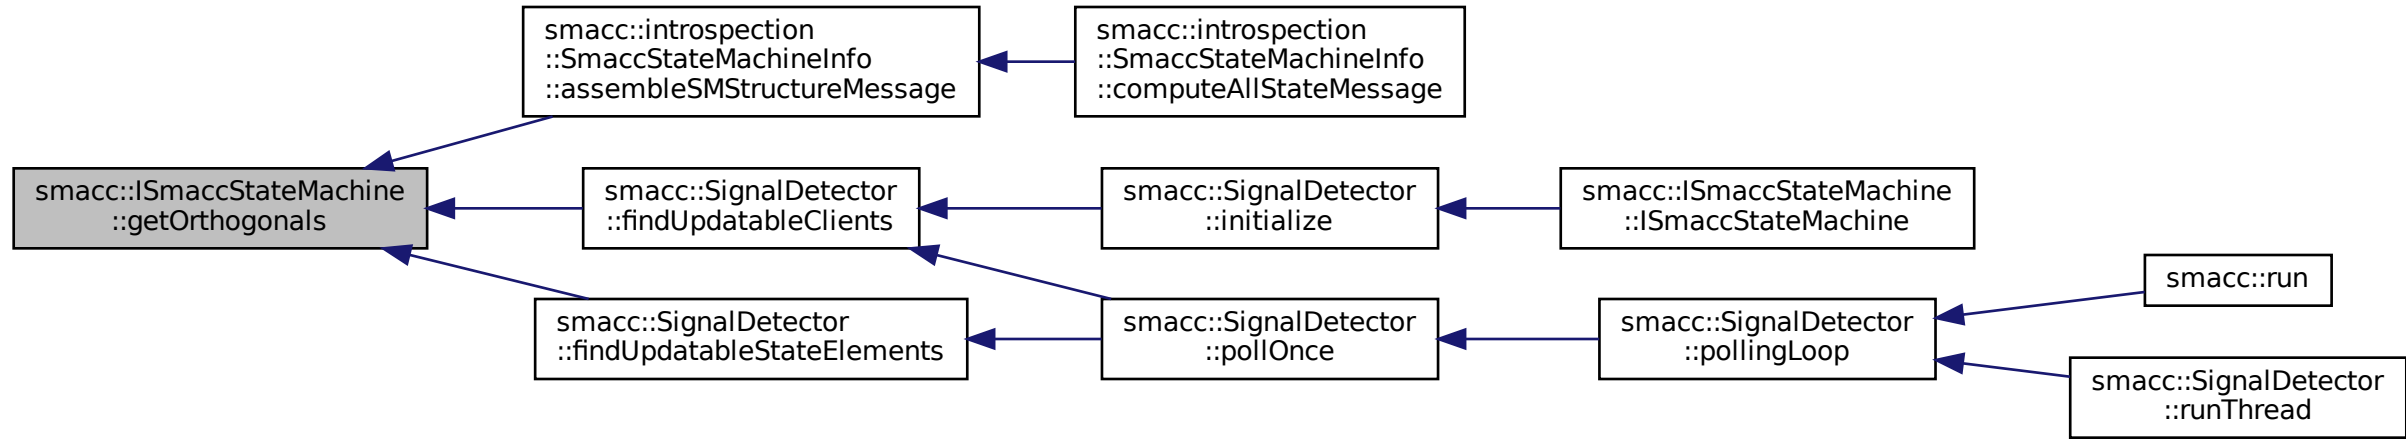 smacc::introspection
::SmaccStateMachineInfo
::assembleSMStructureMessage
smacc::introspection
::SmaccStateMachineInfo
::computeAllStateMessage
smacc::ISmaccStateMachine
::getOrthogonals
smacc::SignalDetector
::findUpdatableClients
smacc::SignalDetector
::initialize
smacc::ISmaccStateMachine
::ISmaccStateMachine
smacc::SignalDetector
::findUpdatableStateElements
smacc::SignalDetector
::pollOnce
smacc::SignalDetector
::pollingLoop
smacc::run
smacc::SignalDetector
::runThread